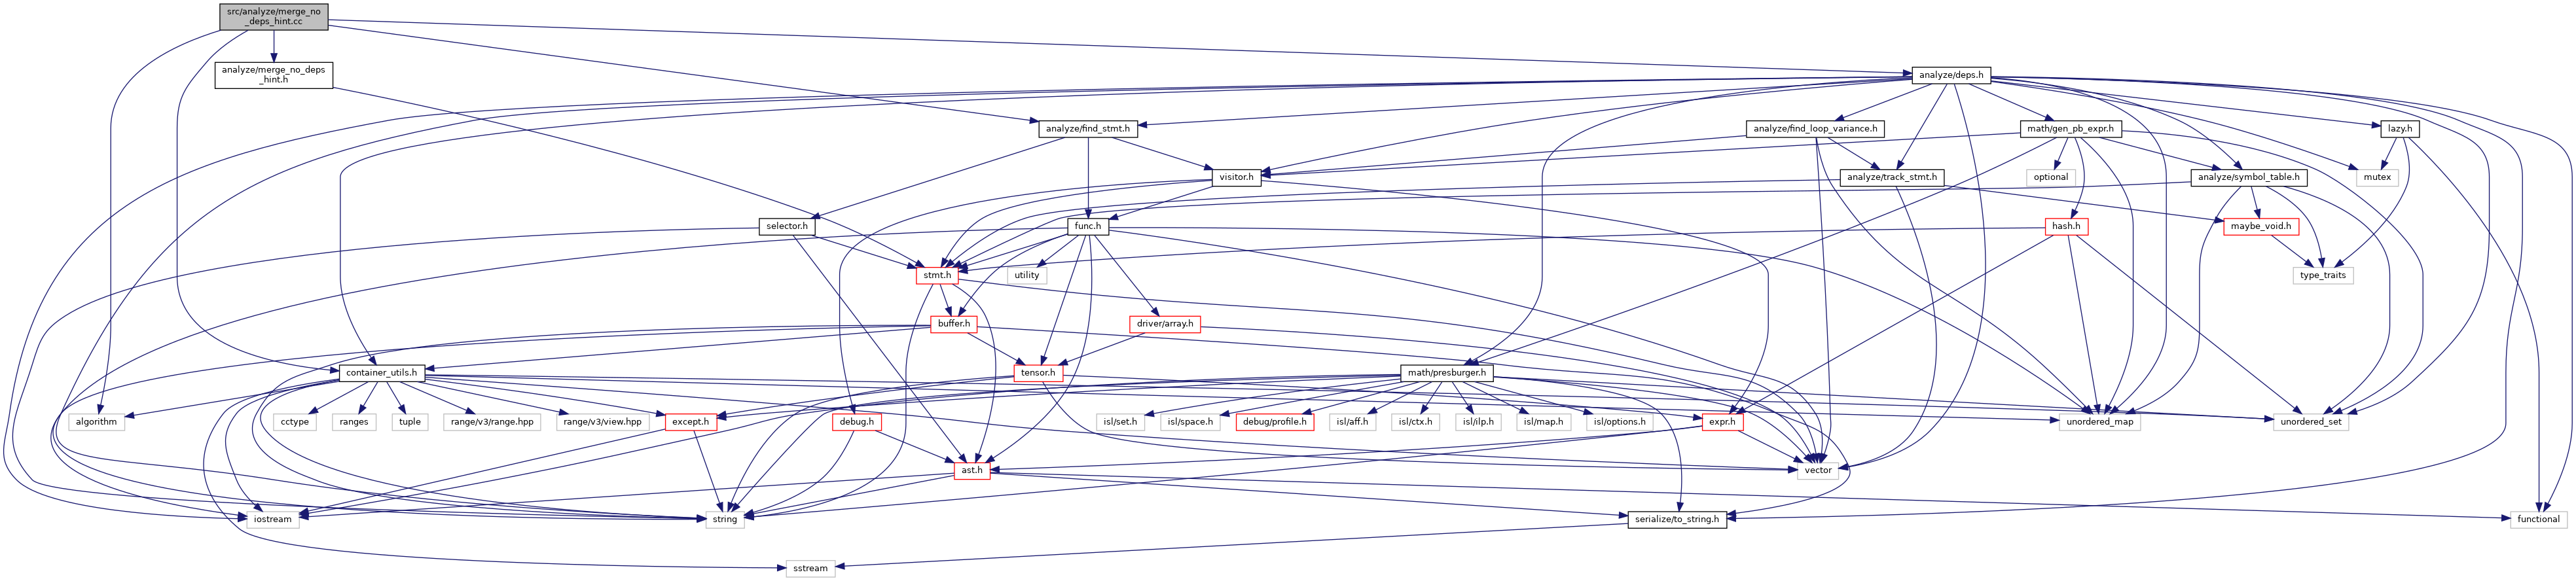 src/analyze/merge_no
_deps_hint.cc
analyze/merge_no_deps
_hint.h
analyze/deps.h
analyze/find_stmt.h
analyze/find_loop_variance.h
math/gen_pb_expr.h
lazy.h
visitor.h
analyze/track_stmt.h
optional
analyze/symbol_table.h
mutex
selector.h
func.h
hash.h
maybe_void.h
stmt.h
utility
type_traits
buffer.h
driver/array.h
container_utils.h
tensor.h
math/presburger.h
algorithm
cctype
ranges
tuple
range/v3/range.hpp
range/v3/view.hpp
except.h
debug.h
isl/set.h
isl/space.h
debug/profile.h
isl/aff.h
isl/ctx.h
isl/ilp.h
isl/map.h
isl/options.h
expr.h
unordered_map
unordered_set
ast.h
vector
iostream
string
serialize/to_string.h
functional
sstream